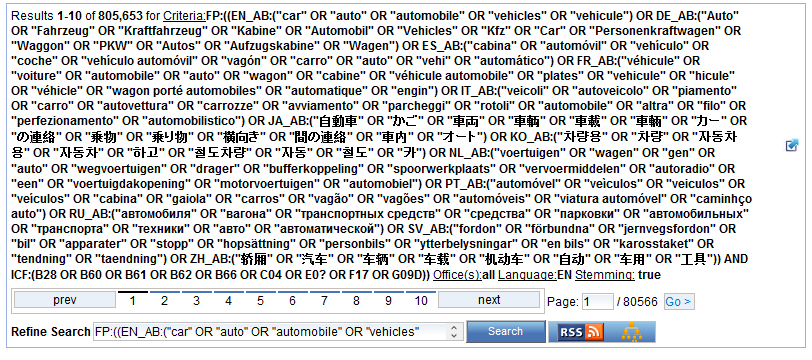 Results 1-10 of 805,653 for Criteria:FP:((EN_AB:("car" OR "auto" OR "automobile" OR "vehicles" OR "vehicule") OR DE_AB:("Auto"
OR "Fahrzeug" OR "Kraftfahrzeug" OR "Kabine" OR "Automobil" OR "Vehicles" OR "Kfz" OR "Car" OR "Personenkraftwagen" OR
"Waggon" OR "PKW" OR "Autos" OR "Aufzugskabine" OR "Wagen") OR ES_AB:("cabina" OR "automóvil" OR "vehículo" OR
"coche" OR "vehículo automóvil" OR "vagón" OR "carro" OR "auto" OR "vehi" OR "automático") OR FR_AB:("véhicule" OR
"voiture" OR "automobile" OR "auto" OR "wagon" OR "cabine" OR "véhicule automobile" OR "plates" OR "vehicule" OR "hicule"
OR "véhicle" OR "wagon porté automobiles" OR "automatique" OR "engin") OR IT_AB:("veicoli" OR "autoveicolo" OR "piamento"
OR "carro" OR "autovettura" OR "carrozze" OR "avviamento" OR "parcheggi" OR "rotoli" OR "automobile" OR "altra" OR "filo" OR
"perfezionamento" OR "automobilistico") OR JA_AB:("自動車" OR "かご" OR "車両" OR "車輌" OR "車載" OR "車輛" OR "カー" OR
"の連絡" OR "乗物" OR "乗り物" OR "横向き" OR "間の連絡" OR "車内" OR "オート") OR KO_AB:("차량용" OR "차량" OR "자동차
용" OR "자동차" OR "하고" OR "철도차량" OR "자동" OR "철도" OR "카") OR NL_AB:("voertuigen" OR "wagen" OR "gen" OR
"auto" OR "wegvoertuigen" OR "drager" OR "bufferkoppeling" OR "spoorwerkplaats" OR "vervoermiddelen" OR "autoradio" OR
"een" OR "voertuigdakopening" OR "motorvoertuigen" OR "automobiel") OR PT_AB:("automóvel" OR "veìculos" OR "veiculos" OR
"veículos" OR "cabina" OR "gaiola" OR "carros" OR "vagão" OR "vagões" OR "automóveis" OR "viatura automóvel" OR "caminhço
auto") OR RU_AB:("автомобиля" OR "вагона" OR "транспортных средств" OR "средства" OR "парковки" OR "автомобильных"
OR "транспорта" OR "техники" OR "авто" OR "автоматической") OR SV_AB:("fordon" OR "förbundna" OR "jernvegsfordon" OR
"bil" OR "apparater" OR "stopp" OR "hopsättning" OR "personbils" OR "ytterbelysningar" OR "en bils" OR "karosstaket" OR
"tendning" OR "taendning") OR ZH_AB:("轿厢" OR "汽车" OR "车辆" OR "车载" OR "机动车" OR "自动" OR "车用" OR "工具")) AND
ICF:(B28 OR B60 OR B61 OR B62 OR B66 OR C04 OR E0? OR F17 OR G09D)) Office(s):all Language:EN Stemming: true
prev 1 2 3 4 5 6 7 8 9 10 next Page: 1 / 80566 Go >
Refine Search FP:((EN_AB:("car" OR "auto" OR "automobile" OR "vehicles" Search RSS